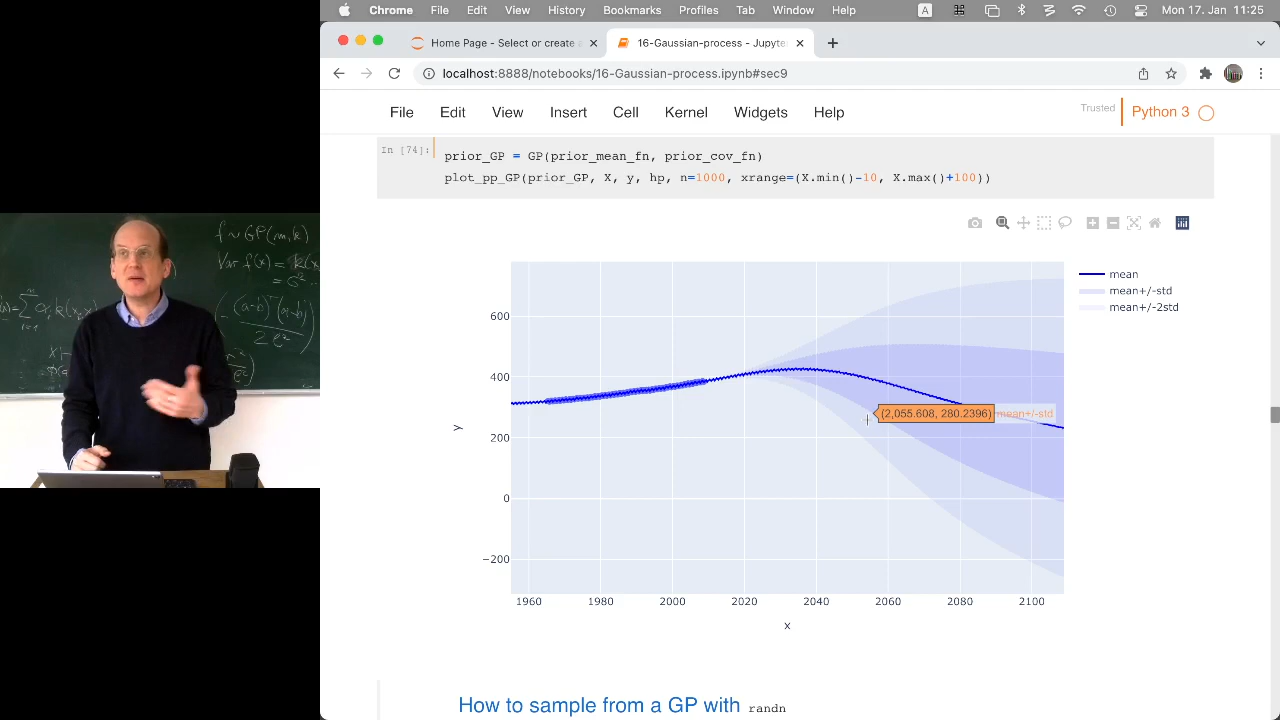 Chrome File Edit View History Bookmarks Profiles Tab Window Help A Mon 17. Jan 11:25
Home Page - Select or create a × 16-Gaussian-process - Jupyte × +
localhost:8888/notebooks/16-Gaussian-process.ipynb#sec9
File Edit View Insert Cell Kernel Widgets Help Trusted Python 3
In [74]: prior_GP = GP(prior_mean_fn, prior_cov_fn)
plot_pp_GP(prior_GP, X, y, hp, n=1000, xrange=(X.min()-10, X.max()+100))
f ~ GP(m,k)
Var f(x) = k(x,
= σ²
(a-b)ᵀ(a-b)
2ℓ²
mean
mean+/-std
mean+/-2std
600
400
(2,055.608, 280.2396) mean+/-std
y
200
0
−200
1960 1980 2000 2020 2040 2060 2080 2100
x
How to sample from a GP with randn